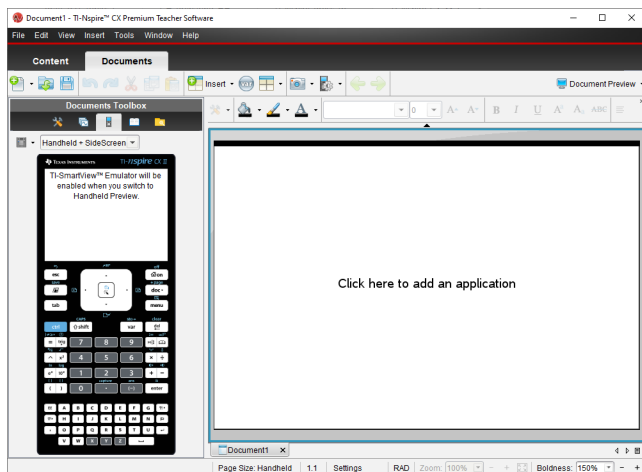 Document1 - TI-Nspire™ CX Premium Teacher Software
File Edit View Insert Tools Window Help
Content Documents
Insert Document Preview
Documents Toolbox
0 A- A+ B I U ABC
Handheld + SideScreen
TEXAS INSTRUMENTS TI-nspire CX II
TI-SmartView™ Emulator will be
enabled when you switch to
Handheld Preview.
Click here to add an application
esc on
doc
tab menu
ctrl shift var
7 8 9
4 5 6
1 2 3
0 enter
A B C D E F G
H I J K L M N
O P Q R S T U
V W X Y Z
Document1 x
Page Size: Handheld 1.1 Settings RAD Zoom: 100% - + Boldness: 150% - +